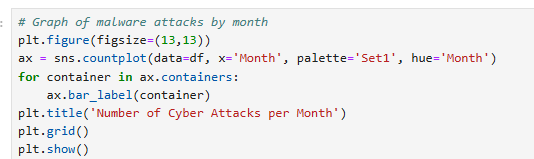 # Graph of malware attacks by month
plt.figure(figsize=(13,13))
ax = sns.countplot(data=df, x='Month', palette='Set1', hue='Month')
for container in ax.containers:
    ax.bar_label(container)
plt.title('Number of Cyber Attacks per Month')
plt.grid()
plt.show()